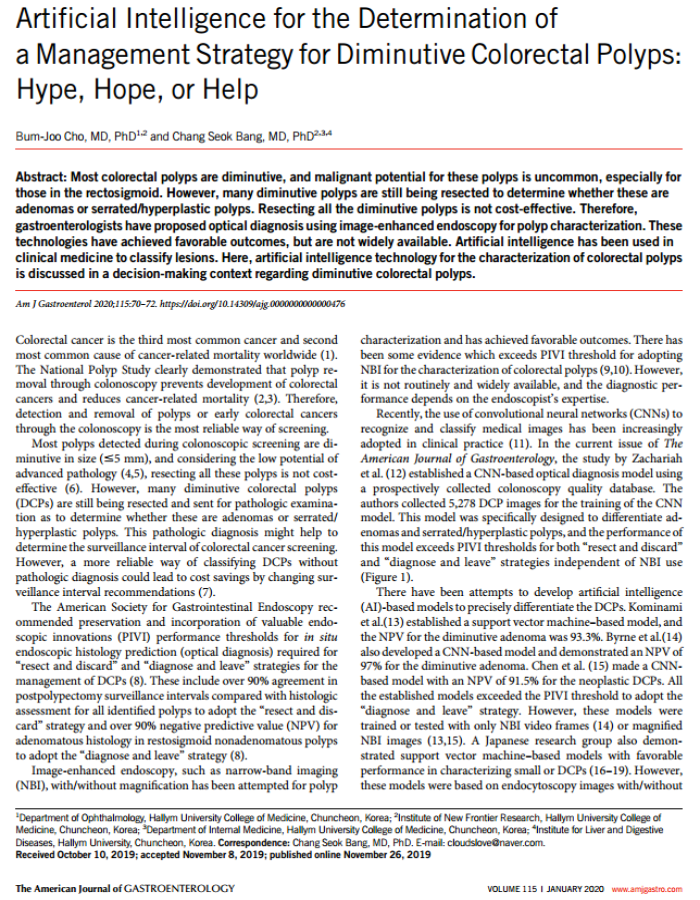 Artificial Intelligence for the Determination of
a Management Strategy for Diminutive Colorectal Polyps:
Hype, Hope, or Help
Bum-Joo Cho, MD, PhD1,2 and Chang Seok Bang, MD, PhD2,3,4
Abstract: Most colorectal polyps are diminutive, and malignant potential for these polyps is uncommon, especially for
those in the rectosigmoid. However, many diminutive polyps are still being resected to determine whether these are
adenomas or serrated/hyperplastic polyps. Resecting all the diminutive polyps is not cost-effective. Therefore,
gastroenterologists have proposed optical diagnosis using image-enhanced endoscopy for polyp characterization. These
technologies have achieved favorable outcomes, but are not widely available. Artificial intelligence has been used in
clinical medicine to classify lesions. Here, artificial intelligence technology for the characterization of colorectal polyps
is discussed in a decision-making context regarding diminutive colorectal polyps.
Am J Gastroenterol 2020;115:70–72. https://doi.org/10.14309/ajg.0000000000000476
Colorectal cancer is the third most common cancer and second
most common cause of cancer-related mortality worldwide (1).
The National Polyp Study clearly demonstrated that polyp re-
moval through colonoscopy prevents development of colorectal
cancers and reduces cancer-related mortality (2,3). Therefore,
detection and removal of polyps or early colorectal cancers
through the colonoscopy is the most reliable way of screening.
Most polyps detected during colonoscopic screening are di-
minutive in size (≤5 mm), and considering the low potential of
advanced pathology (4,5), resecting all these polyps is not cost-
effective (6). However, many diminutive colorectal polyps
(DCPs) are still being resected and sent for pathologic examina-
tion as to determine whether these are adenomas or serrated/
hyperplastic polyps. This pathologic diagnosis might help to
determine the surveillance interval of colorectal cancer screening.
However, a more reliable way of classifying DCPs without
pathologic diagnosis could lead to cost savings by changing sur-
veillance interval recommendations (7).
The American Society for Gastrointestinal Endoscopy rec-
ommended preservation and incorporation of valuable endo-
scopic innovations (PIVI) performance thresholds for in situ
endoscopic histology prediction (optical diagnosis) required for
“resect and discard” and “diagnose and leave” strategies for the
management of DCPs (8). These include over 90% agreement in
postpolypectomy surveillance intervals compared with histologic
assessment for all identified polyps to adopt the “resect and dis-
card” strategy and over 90% negative predictive value (NPV) for
adenomatous histology in restosigmoid nonadenomatous polyps
to adopt the “diagnose and leave” strategy (8).
Image-enhanced endoscopy, such as narrow-band imaging
(NBI), with/without magnification has been attempted for polyp
characterization and has achieved favorable outcomes. There has
been some evidence which exceeds PIVI threshold for adopting
NBI for the characterization of colorectal polyps (9,10). However,
it is not routinely and widely available, and the diagnostic per-
formance depends on the endoscopist’s expertise.
Recently, the use of convolutional neural networks (CNNs) to
recognize and classify medical images has been increasingly
adopted in clinical practice (11). In the current issue of The
American Journal of Gastroenterology, the study by Zachariah
et al. (12) established a CNN-based optical diagnosis model using
a prospectively collected colonoscopy quality database. The
authors collected 5,278 DCP images for the training of the CNN
model. This model was specifically designed to differentiate ad-
enomas and serrated/hyperplastic polyps, and the performance of
this model exceeds PIVI thresholds for both “resect and discard”
and “diagnose and leave” strategies independent of NBI use
(Figure 1).
There have been attempts to develop artificial intelligence
(AI)-based models to precisely differentiate the DCPs. Kominami
et al.(13) established a support vector machine–based model, and
the NPV for the diminutive adenoma was 93.3%. Byrne et al.(14)
also developed a CNN-based model and demonstrated an NPV of
97% for the diminutive adenoma. Chen et al. (15) made a CNN-
based model with an NPV of 91.5% for the neoplastic DCPs. All
the established models exceeded the PIVI threshold to adopt the
“diagnose and leave” strategy. However, these models were
trained or tested with only NBI video frames (14) or magnified
NBI images (13,15). A Japanese research group also demon-
strated support vector machine–based models with favorable
performance in characterizing small or DCPs (16–19). However,
these models were based on endocytoscopy images with/without
1Department of Ophthalmology, Hallym University College of Medicine, Chuncheon, Korea; 2Institute of New Frontier Research, Hallym University College of
Medicine, Chuncheon, Korea; 3Department of Internal Medicine, Hallym University College of Medicine, Chuncheon, Korea; 4Institute for Liver and Digestive
Diseases, Hallym University, Chuncheon, Korea. Correspondence: Chang Seok Bang, MD, PhD. E-mail: cloudslove@naver.com.
Received October 10, 2019; accepted November 8, 2019; published online November 26, 2019
The American Journal of GASTROENTEROLOGY
VOLUME 115 | JANUARY 2020 www.amjgastro.com